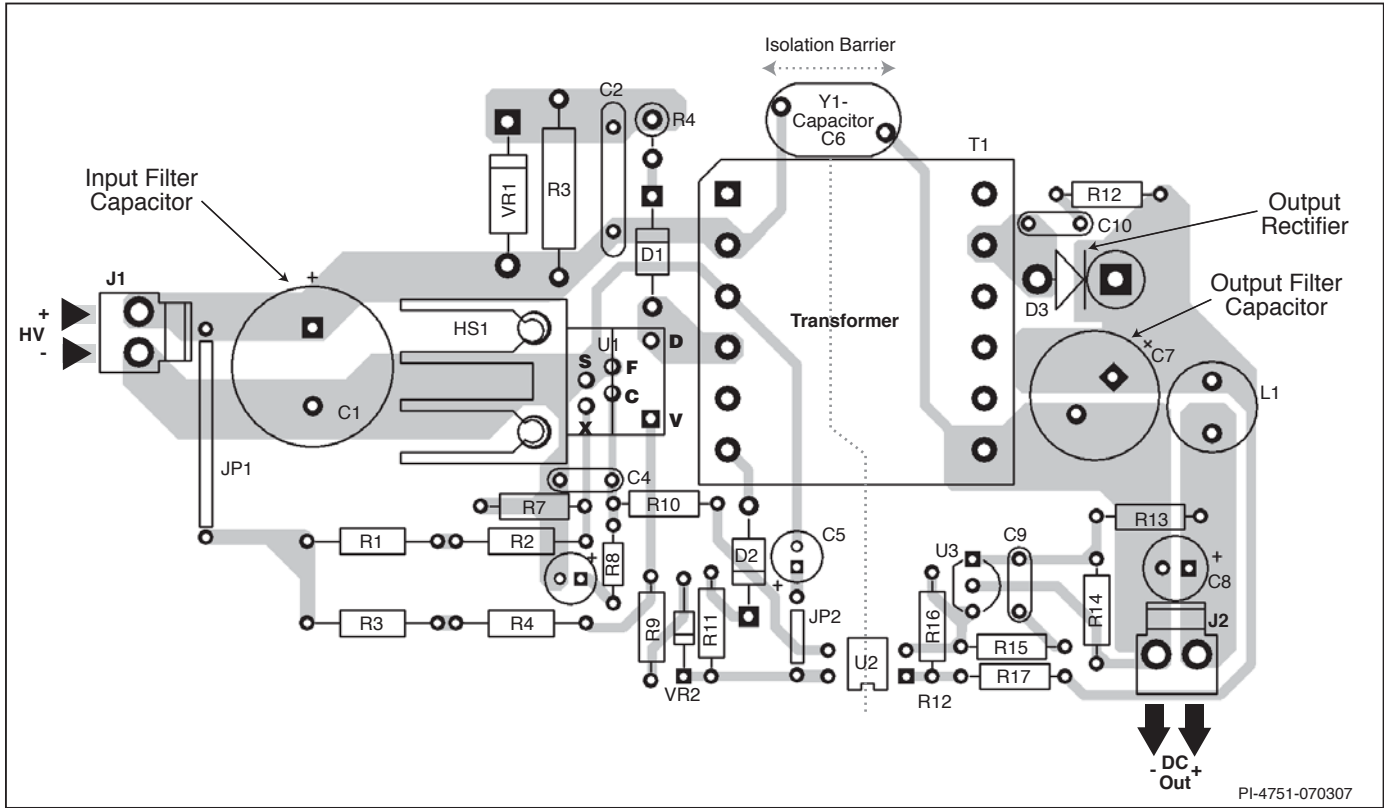 Isolation Barrier
Y1-
Capacitor
C6
C2
R4
T1
VR1
R3
Input Filter
Capacitor
R12
Output
Rectifier
C10
D1
J1
+
D3
Output Filter
Capacitor
+
HV
-
HS1
Transformer
U1
D
S
F
C
X
V
+
C7
C1
L1
JP1
C4
R7
R10
R13
R1
R2
+
R8
D2
C5
+
U3
C9
+
C8
R14
J2
R3
R4
R9
R11
JP2
R16
R15
U2
R17
VR2
R12
- DC +
Out
PI-4751-070307